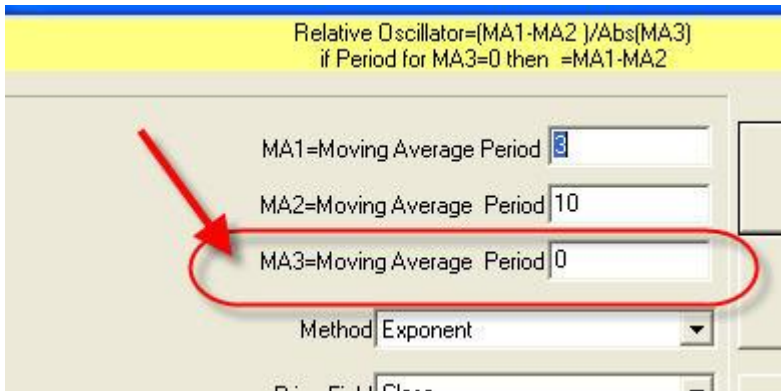 Relative Oscillator=(MA1-MA2 )/Abs(MA3)
if Period for MA3=0 then =MA1-MA2
MA1=Moving Average Period 3
MA2=Moving Average Period 10
MA3=Moving Average Period 0
Method Exponent